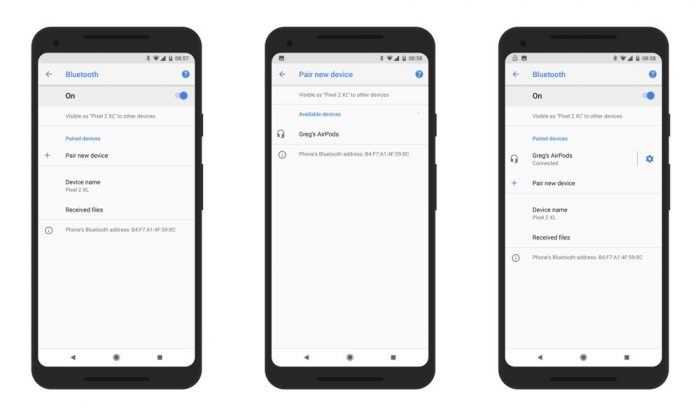 08:57
Bluetooth
On
Visible as "Pixel 2 XL" to other devices
Paired devices
Pair new device
Device name
Pixel 2 XL
Received files
Phone's Bluetooth address: B4:F7:A1:4F:59:8C
08:58
Pair new device
Visible as "Pixel 2 XL" to other devices
Available devices
Greg's AirPods
Phone's Bluetooth address: B4:F7:A1:4F:59:8C
08:58
Bluetooth
On
Visible as "Pixel 2 XL" to other devices
Paired devices
Greg's AirPods
Connected
Pair new device
Device name
Pixel 2 XL
Received files
Phone's Bluetooth address: B4:F7:A1:4F:59:8C